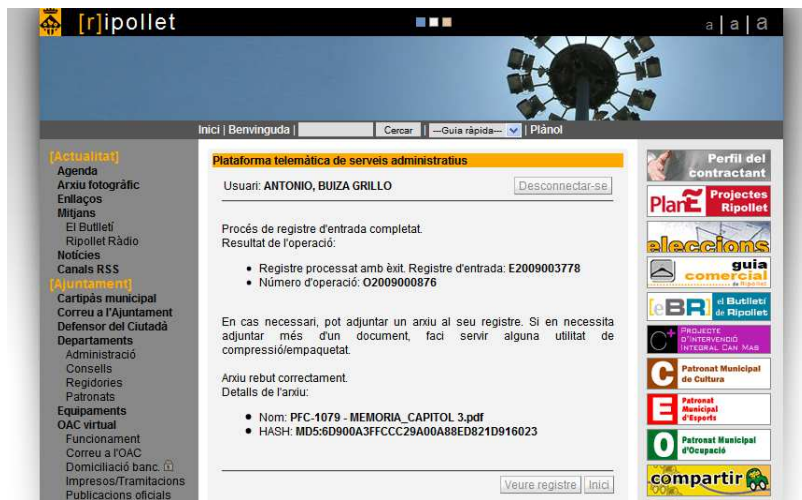 [r]ipollet
a | a | a
Inici | Benvinguda | Cercar | ---Guia ràpida--- | Plànol
[Actualitat]
Agenda
Arxiu fotogràfic
Enllaços
Mitjans
El Butlletí
Ripollet Ràdio
Notícies
Canals RSS
[Ajuntament]
Cartipàs municipal
Correu a l'Ajuntament
Defensor del Ciutadà
Departaments
Administració
Consells
Regidories
Patronats
Equipaments
OAC virtual
Funcionament
Correu a l'OAC
Domiciliació banc.
Impresos/Tramitacions
Publicacions oficials
Plataforma telemàtica de serveis administratius
Usuari: ANTONIO, BUIZA GRILLO
Desconnectar-se
Procés de registre d'entrada completat.
Resultat de l'operació:
• Registre processat amb èxit. Registre d'entrada: E2009003778
• Número d'operació: O2009000876
En cas necessari, pot adjuntar un arxiu al seu registre. Si en necessita
adjuntar més d'un document, faci servir alguna utilitat de
compressió/empaquetat.
Arxiu rebut correctament.
Detalls de l'arxiu:
• Nom: PFC-1079 - MEMORIA_CAPITOL 3.pdf
• HASH: MD5:6D900A3FFCCC29A00A88ED821D916023
Veure registre
Inici
Perfil del
contractant
PlanE Projectes
Ripollet
eleccions
guia
comercial
de Ripollet
[eBR] el Butlletí
de Ripollet
C+ PROJECTE
D'INTERVENCIÓ
INTEGRAL CAN MAS
C Patronat Municipal
de Cultura
E Patronat
Municipal
d'Esports
O Patronat Municipal
d'Ocupació
compartir